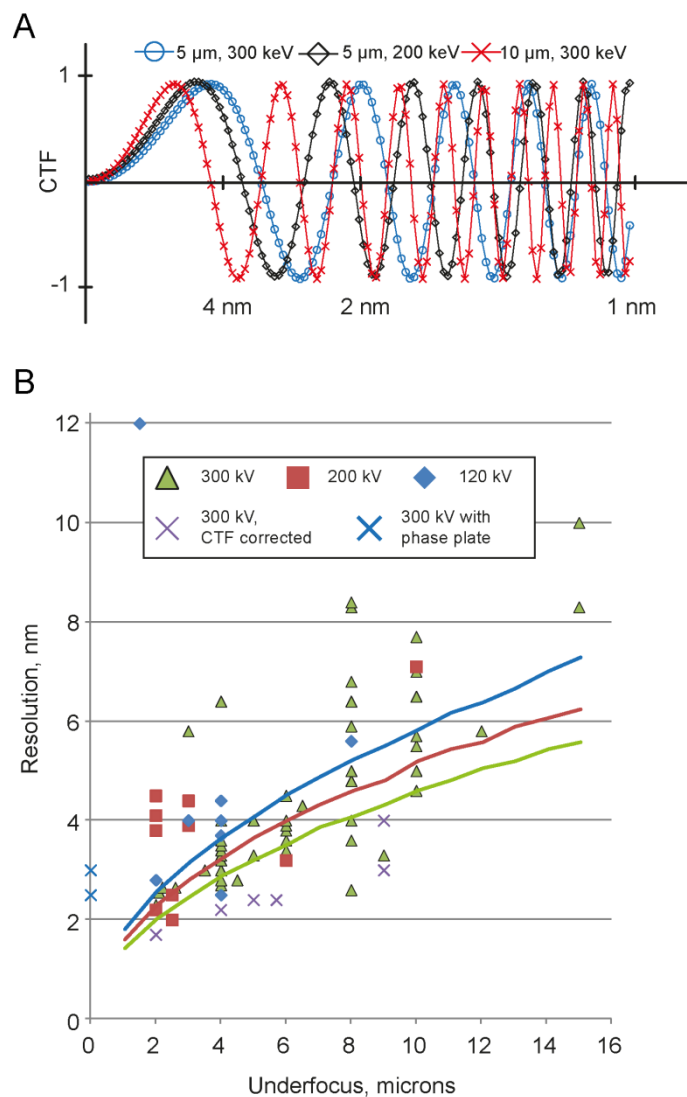 A
5 µm, 300 keV 5 µm, 200 keV 10 µm, 300 keV
1
CTF
-1
4 nm 2 nm 1 nm
B
12
300 kV 200 kV 120 kV
300 kV, CTF corrected 300 kV with phase plate
10
8
6
4
2
0
Resolution, nm
0 2 4 6 8 10 12 14 16
Underfocus, microns